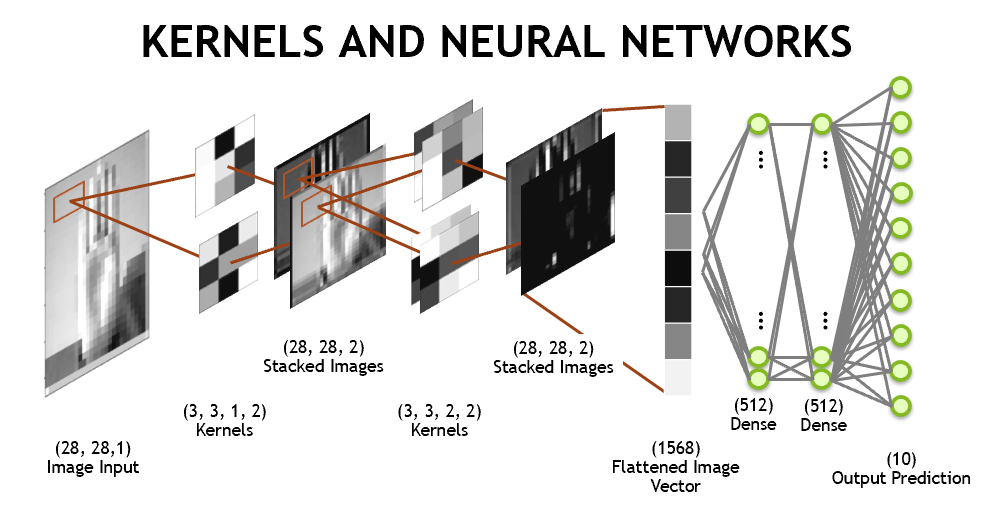 KERNELS AND NEURAL NETWORKS
(28, 28,1)
Image Input
(3, 3, 1, 2)
Kernels
(28, 28, 2)
Stacked Images
(3, 3, 2, 2)
Kernels
(28, 28, 2)
Stacked Images
(1568)
Flattened Image
Vector
(512)
Dense
(512)
Dense
(10)
Output Prediction